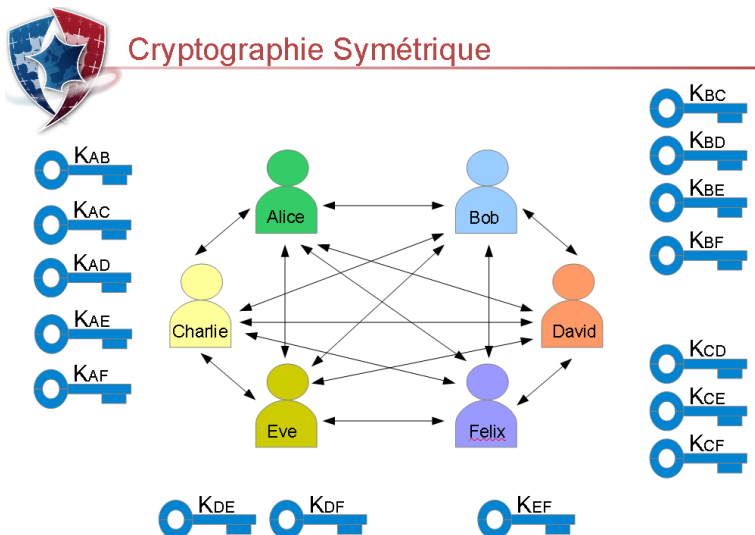 Cryptographie Symétrique
KAB
KAC
KAD
KAE
KAF
Alice
Bob
Charlie
David
Eve
Felix
KBC
KBD
KBE
KBF
KCD
KCE
KCF
KDE
KDF
KEF